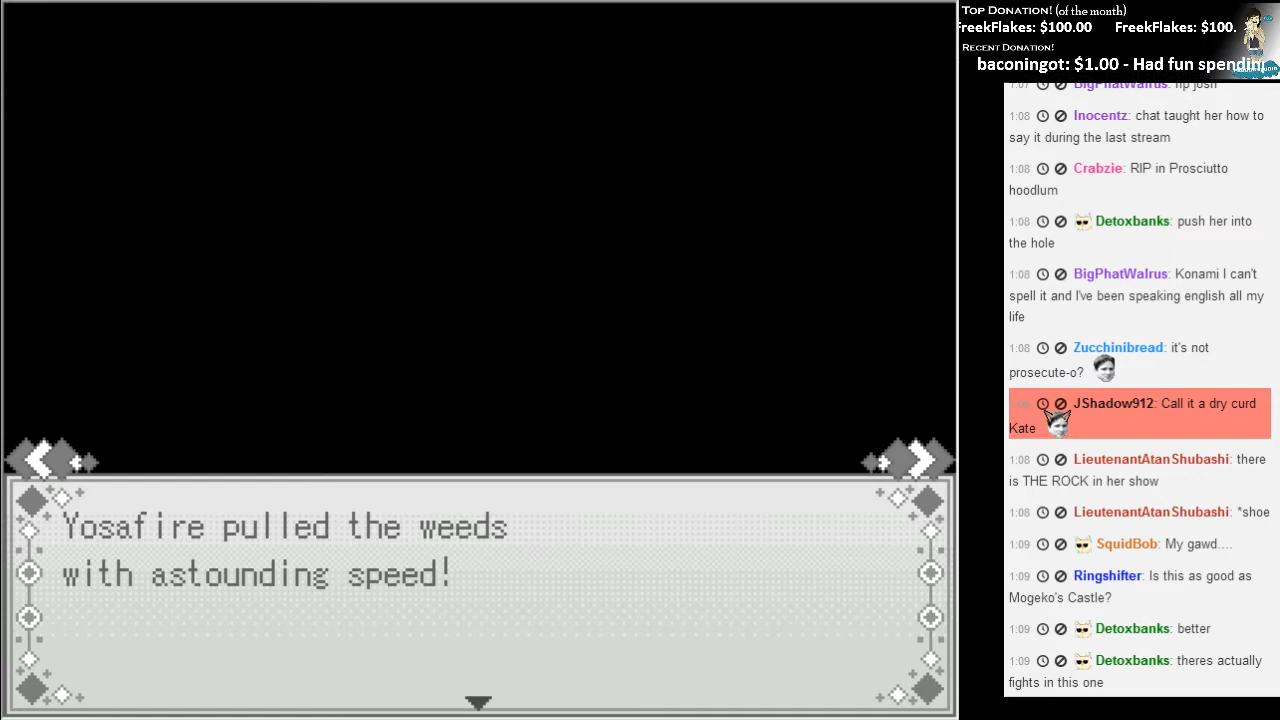 TOP DONATION! (of the month)
FreekFlakes: $100.00 FreekFlakes: $100.
RECENT DONATION!
baconingot: $1.00 - Had fun spending
1:07 BigPhatWalrus: rip josh
1:08 Inocentz: chat taught her how to
say it during the last stream
1:08 Crabzie: RIP in Prosciutto
hoodlum
1:08 Detoxbanks: push her into
the hole
1:08 BigPhatWalrus: Konami I can't
spell it and I've been speaking english all my
life
1:08 Zucchinibread: it's not
prosecute-o?
JShadow912: Call it a dry curd
Kate
1:08 LieutenantAtanShubashi: there
is THE ROCK in her show
1:08 LieutenantAtanShubashi: *shoe
1:09 SquidBob: My gawd....
1:09 Ringshifter: Is this as good as
Mogeko's Castle?
1:09 Detoxbanks: better
1:09 Detoxbanks: theres actually
fights in this one
Yosafire pulled the weeds
with astounding speed!